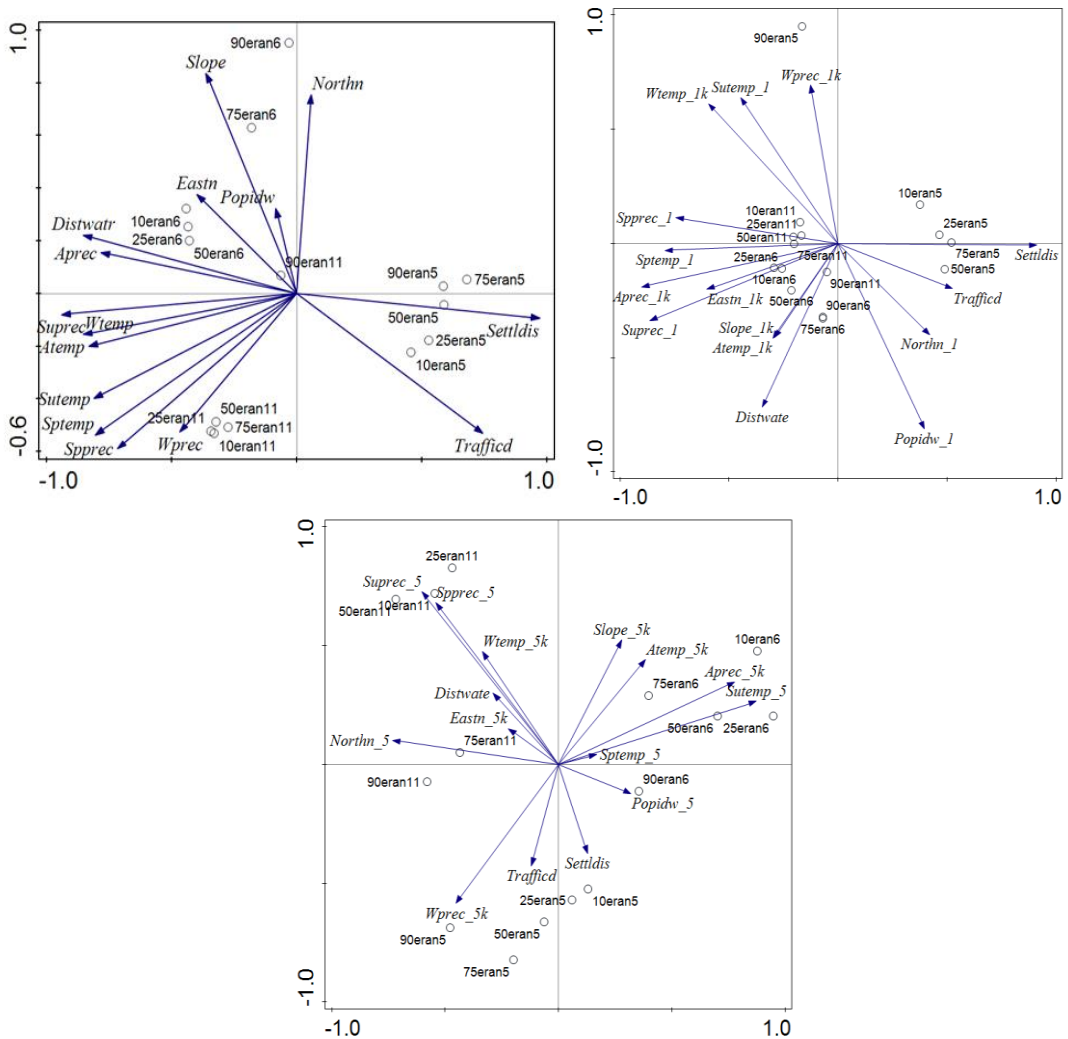 1.0
90eran6
Slope
Northn
75eran6
Eastn
Popidw
10eran6
Distwatr
25eran6
50eran6
Aprec
90eran11
90eran5
75eran5
Suprec
Wtemp
50eran5
Settldis
Atemp
25eran5
10eran5
Sutemp
25eran11
50eran11
Sptemp
75eran11
Spprec
Wprec
10eran11
Trafficd
-0.6
-1.0
1.0
1.0
90eran5
Wprec_1k
Wtemp_1k
Sutemp_1
Spprec_1
10eran11
25eran11
50eran11
10eran5
25eran5
Sptemp_1
25eran6
75eran11
75eran5
Settldis
50eran5
10eran6
90eran11
Aprec_1k
Eastn_1k
50eran6
90eran6
Trafficd
Suprec_1
Slope_1k
75eran6
Northn_1
Atemp_1k
Distwate
Popidw_1
-1.0
-1.0
1.0
1.0
25eran11
Suprec_5
Spprec_5
50eran11
10eran11
Wtemp_5k
Slope_5k
10eran6
Atemp_5k
Aprec_5k
75eran6
Sutemp_5
Distwate
Eastn_5k
50eran6
25eran6
Northn_5
75eran11
Sptemp_5
90eran11
90eran6
Popidw_5
Settldis
Trafficd
25eran5
10eran5
Wprec_5k
90eran5
50eran5
75eran5
-1.0
-1.0
1.0